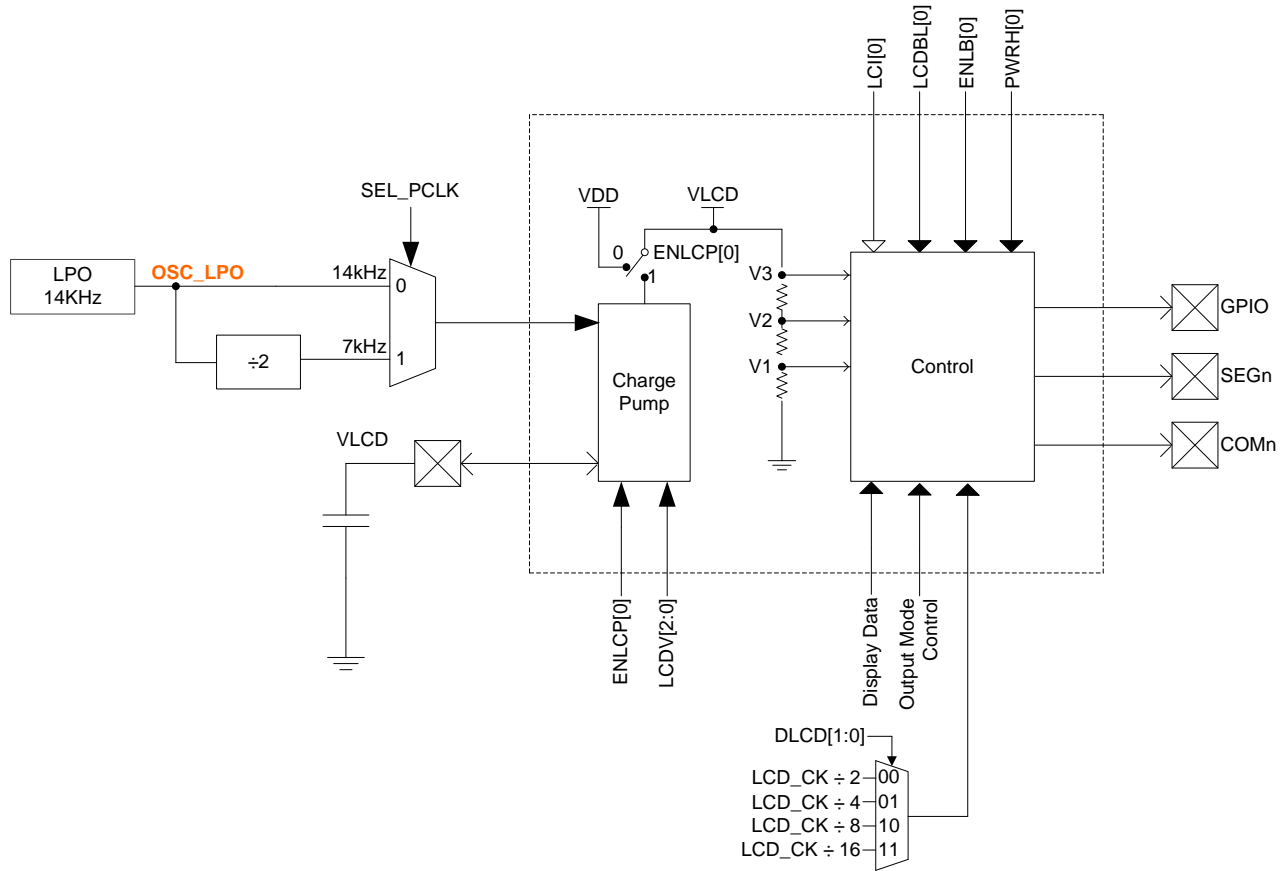 LCI[0]
LCDBL[0]
ENLB[0]
PWRH[0]
SEL_PCLK
VDD
VLCD
0
ENLCP[0]
1
LPO
14KHz
OSC_LPO
14kHz
0
÷2
7kHz
1
V3
V2
V1
Charge
Pump
Control
GPIO
SEGn
COMn
VLCD
ENLCP[0]
LCDV[2:0]
Display Data
Output Mode
Control
DLCD[1:0]
LCD_CK ÷ 2
00
LCD_CK ÷ 4
01
LCD_CK ÷ 8
10
LCD_CK ÷ 16
11